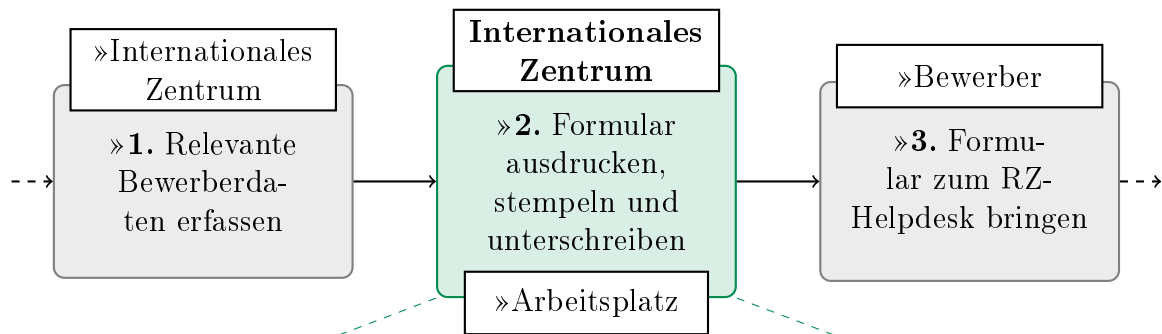 »Internationales
Zentrum
»1. Relevante
Bewerberda-
ten erfassen
Internationales
Zentrum
»2. Formular
ausdrucken,
stempeln und
unterschreiben
»Arbeitsplatz
»Bewerber
»3. Formu-
lar zum RZ-
Helpdesk bringen